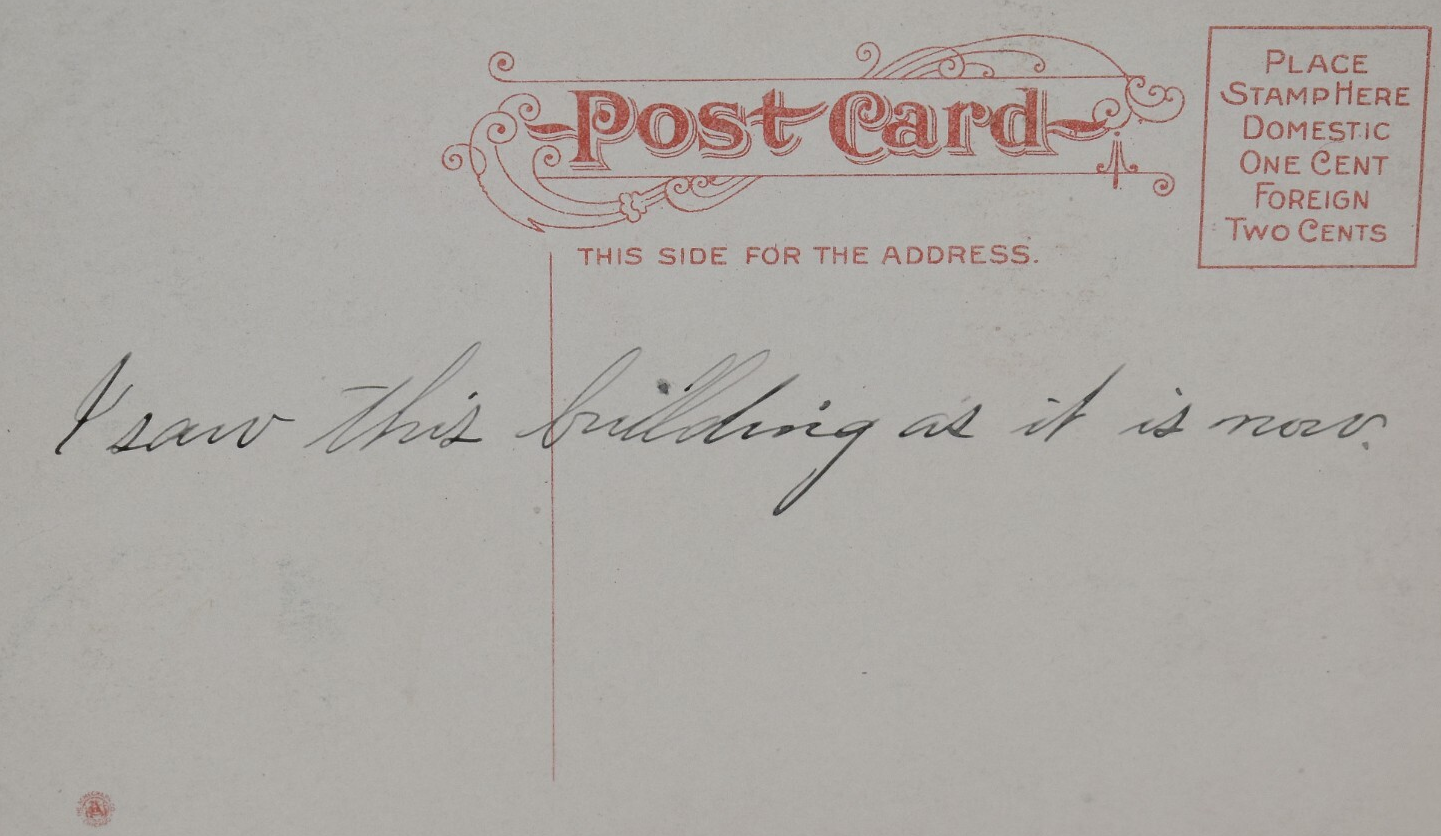 Post Card
PLACE
STAMP HERE
DOMESTIC
ONE CENT
FOREIGN
TWO CENTS
THIS SIDE FOR THE ADDRESS.
I saw this building as it is now.